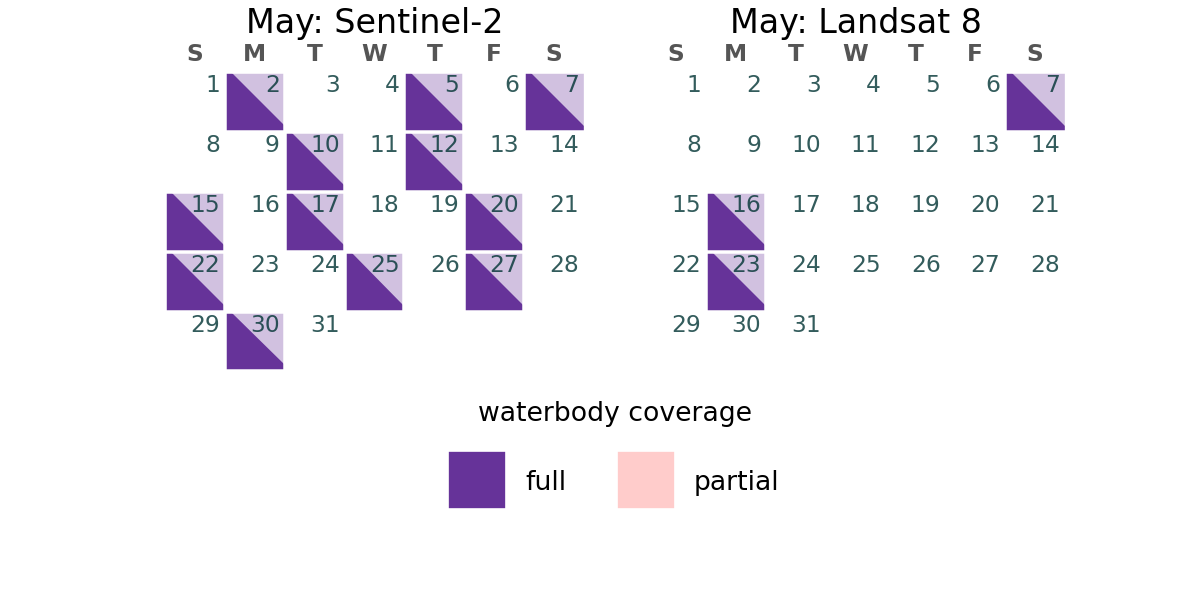 May: Sentinel-2
S M T W T F S
1 2 3 4 5 6 7
8 9 10 11 12 13 14
15 16 17 18 19 20 21
22 23 24 25 26 27 28
29 30 31
May: Landsat 8
S M T W T F S
1 2 3 4 5 6 7
8 9 10 11 12 13 14
15 16 17 18 19 20 21
22 23 24 25 26 27 28
29 30 31
waterbody coverage
full
partial